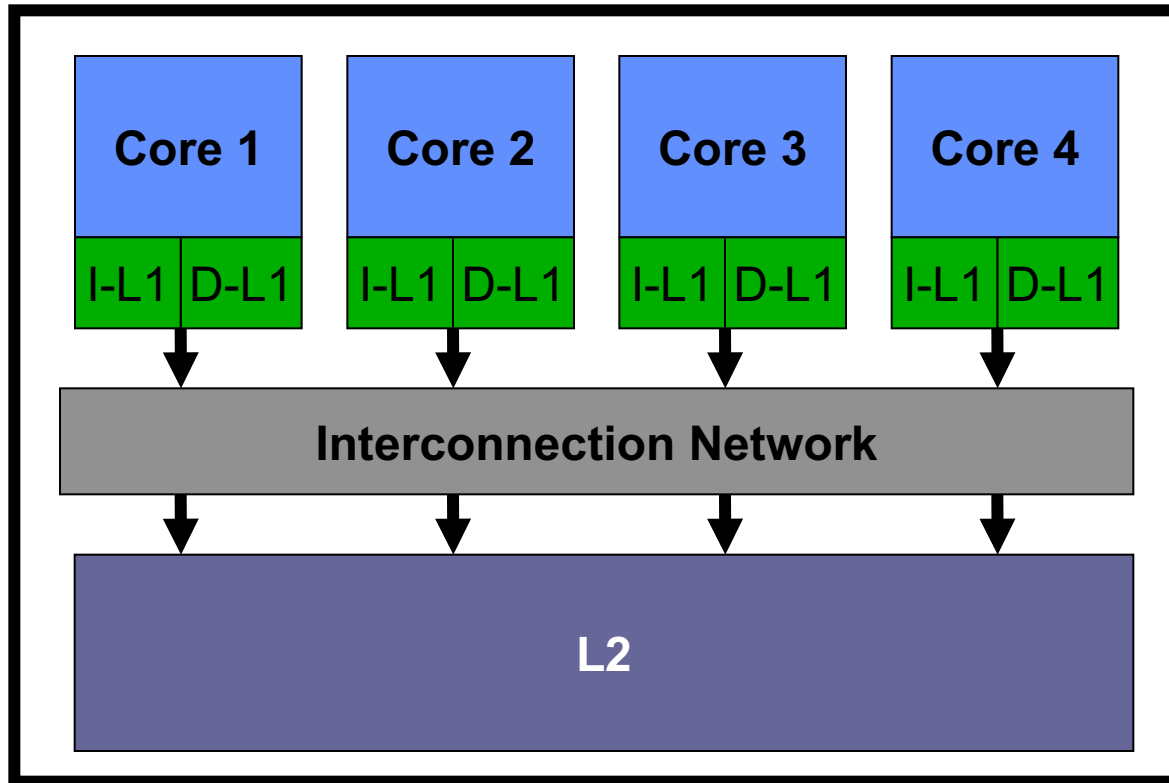 Core 1
Core 2
Core 3
Core 4
I-L1 D-L1
I-L1 D-L1
I-L1 D-L1
I-L1 D-L1
Interconnection Network
L2